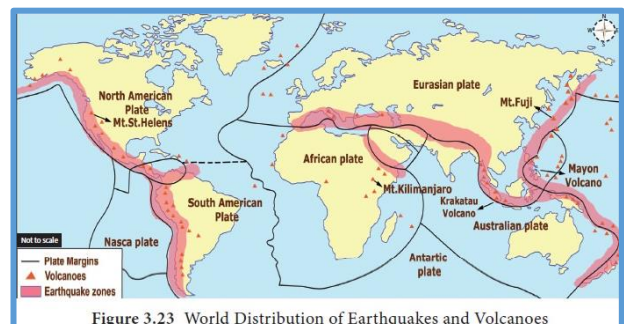 North American
Plate
Mt.St.Helens
Eurasian plate
Mt.Fuji
African plate
Mt.Kilimanjaro
Mayon
Volcano
Krakatau
Volcano
South American
Plate
Australian plate
Nasca plate
Antartic
plate
Not to scale
Plate Margins
Volcanoes
Earthquake zones
Figure 3.23 World Distribution of Earthquakes and Volcanoes